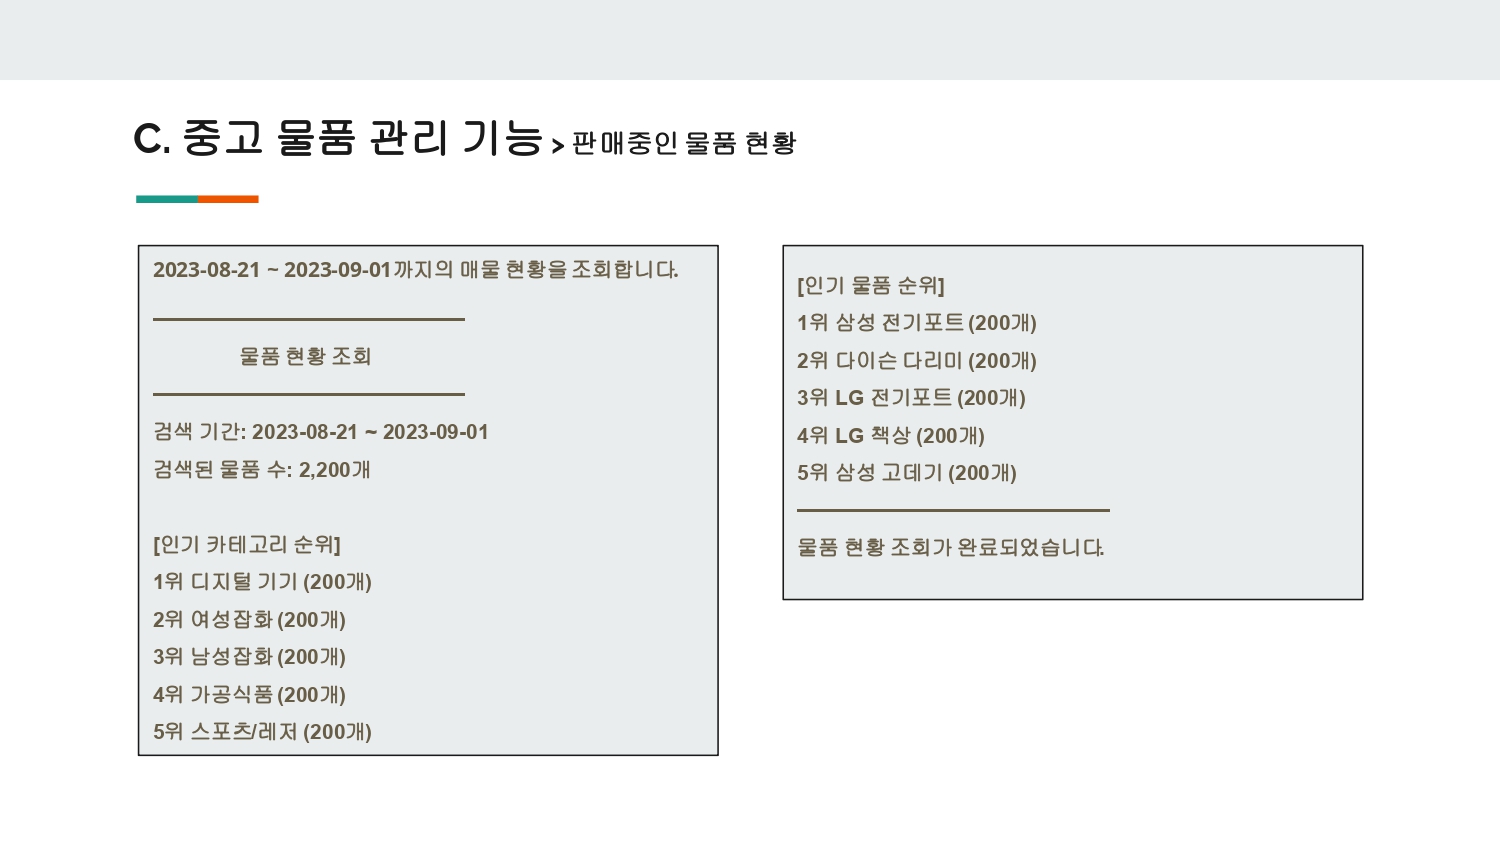 C. 중고 물품 관리 기능 > 판매중인 물품 현황
2023-08-21 ~ 2023-09-01까지의 매물 현황을 조회합니다.
물품 현황 조회
검색 기간: 2023-08-21 ~ 2023-09-01
검색된 물품 수: 2,200개
[인기 카테고리 순위]
1위 디지털 기기 (200개)
2위 여성잡화 (200개)
3위 남성잡화 (200개)
4위 가공식품 (200개)
5위 스포츠/레저 (200개)
[인기 물품 순위]
1위 삼성 전기포트 (200개)
2위 다이슨 다리미 (200개)
3위 LG 전기포트 (200개)
4위 LG 책상 (200개)
5위 삼성 고데기 (200개)
물품 현황 조회가 완료되었습니다.